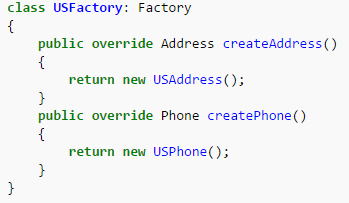 class USFactory: Factory
{
    public override Address createAddress()
    {
        return new USAddress();
    }
    public override Phone createPhone()
    {
        return new USPhone();
    }
}